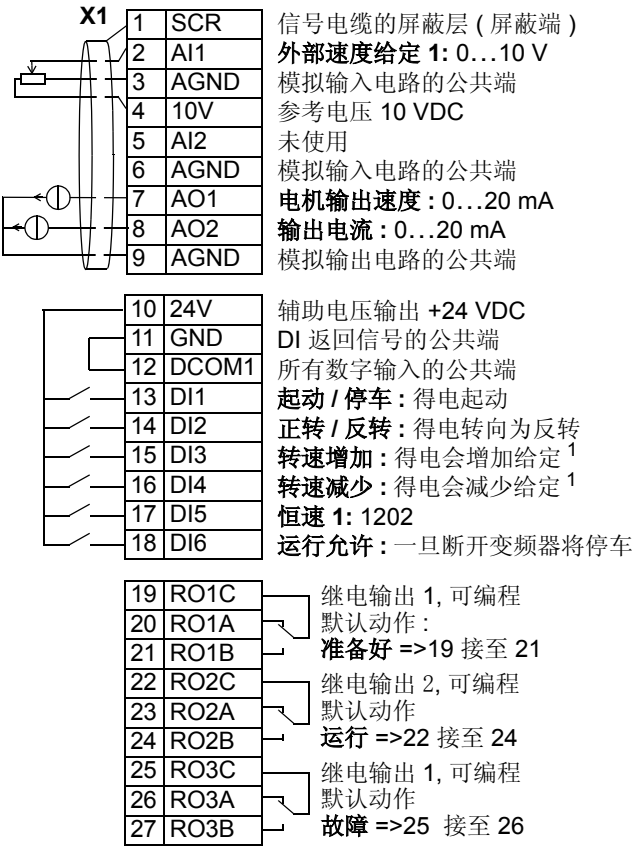 X1
1 SCR 信号电缆的屏蔽层 ( 屏蔽端 )
2 AI1 外部速度给定 1: 0…10 V
3 AGND 模拟输入电路的公共端
4 10V 参考电压 10 VDC
5 AI2 未使用
6 AGND 模拟输入电路的公共端
7 AO1 电机输出速度 : 0…20 mA
8 AO2 输出电流 : 0…20 mA
9 AGND 模拟输出电路的公共端
10 24V 辅助电压输出 +24 VDC
11 GND DI 返回信号的公共端
12 DCOM1 所有数字输入的公共端
13 DI1 起动 / 停车 : 得电起动
14 DI2 正转 / 反转 : 得电转向为反转
15 DI3 转速增加 : 得电会增加给定 1
16 DI4 转速减少 : 得电会减少给定 1
17 DI5 恒速 1: 1202
18 DI6 运行允许 : 一旦断开变频器将停车
19 RO1C 继电输出 1, 可编程
20 RO1A 默认动作 :
21 RO1B 准备好 =>19 接至 21
22 RO2C 继电输出 2, 可编程
23 RO2A 默认动作
24 RO2B 运行 =>22 接至 24
25 RO3C 继电输出 1, 可编程
26 RO3A 默认动作
27 RO3B 故障 =>25 接至 26